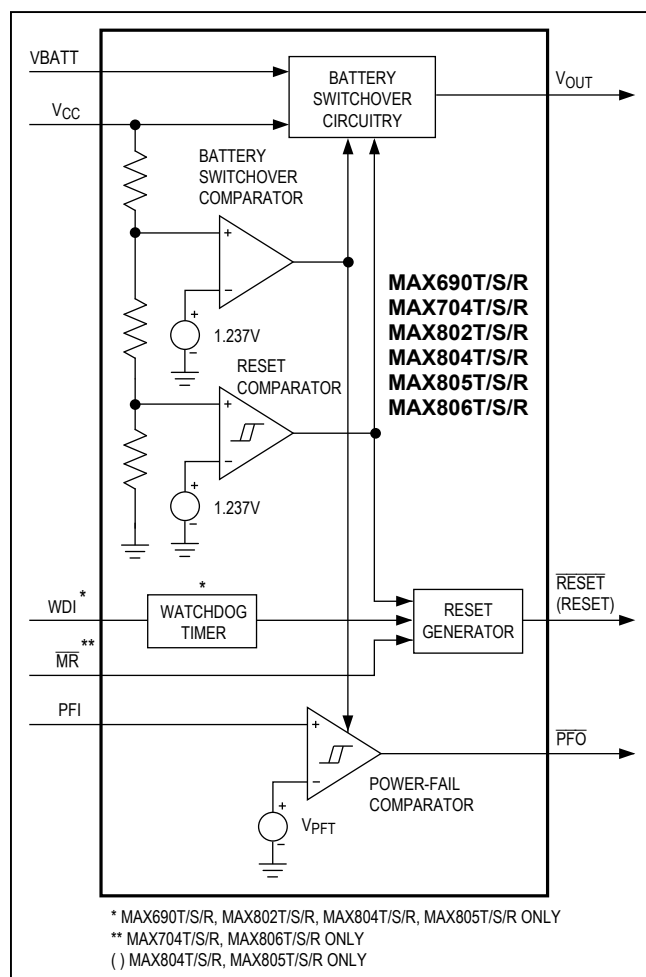 VBATT
VCC
BATTERY
SWITCHOVER
CIRCUITRY
VOUT
BATTERY
SWITCHOVER
COMPARATOR
+
−
+
−
1.237V
MAX690T/S/R
MAX704T/S/R
MAX802T/S/R
MAX804T/S/R
MAX805T/S/R
MAX806T/S/R
RESET
COMPARATOR
+
−
+
−
1.237V
WDI*
*
WATCHDOG
TIMER
RESET
GENERATOR
RESET
(RESET)
MR**
PFI
+
−
PFO
POWER-FAIL
COMPARATOR
+
−
VPFT
* MAX690T/S/R, MAX802T/S/R, MAX804T/S/R, MAX805T/S/R ONLY
** MAX704T/S/R, MAX806T/S/R ONLY
( ) MAX804T/S/R, MAX805T/S/R ONLY